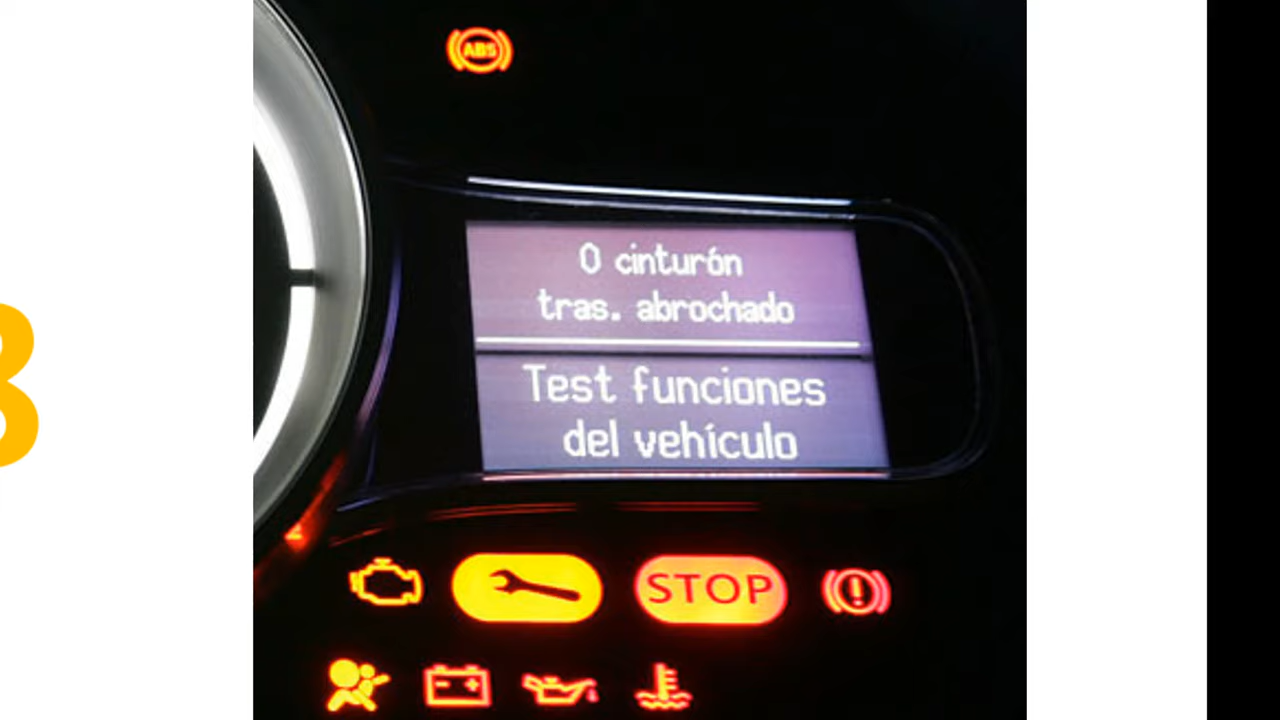 ABS
0 cinturón
tras. abrochado
Test funciones
del vehículo
STOP